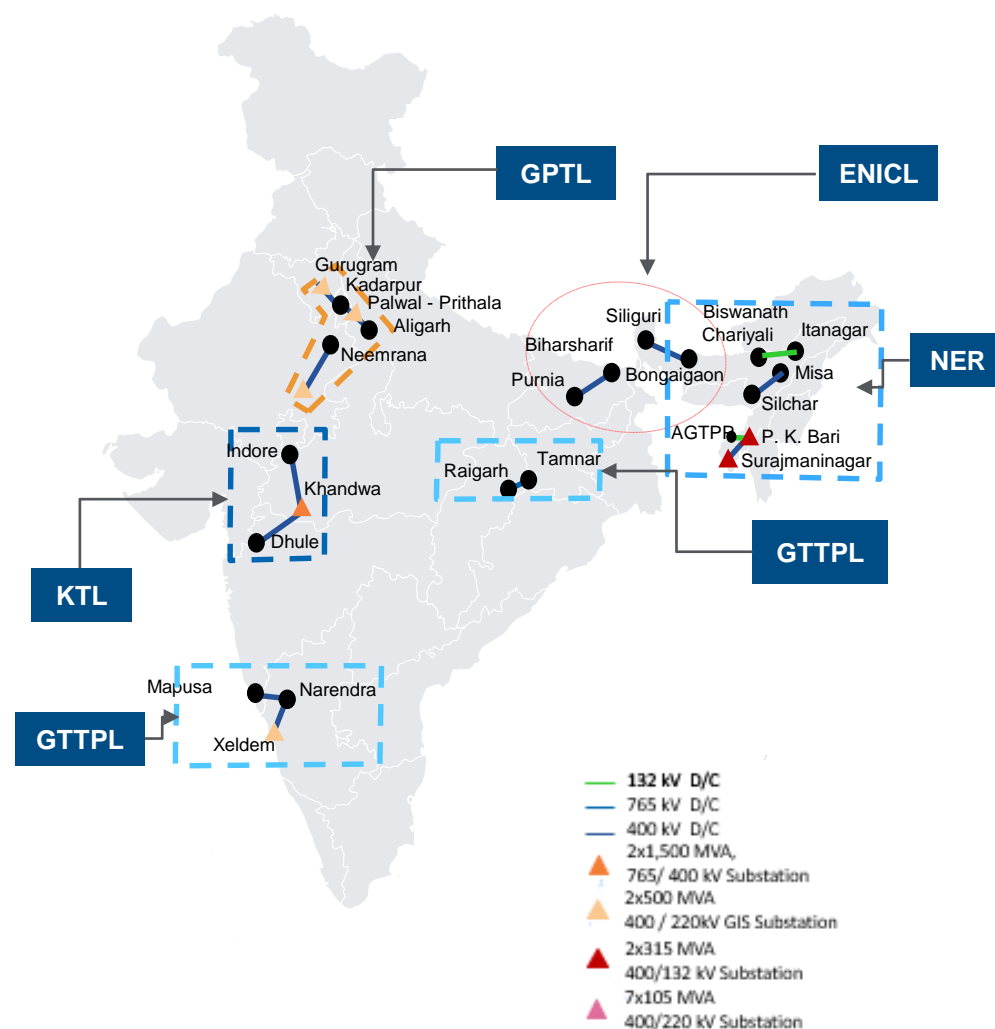 GPTL
ENICL
Gurugram
Kadarpur
Palwal - Prithala
Aligarh
Neemrana
Siliguri
Biswanath
Chariyali
Itanagar
Biharsharif
Bongaigaon
Misa
NER
Purnia
Silchar
AGTPP
P. K. Bari
Surajmaninagar
Indore
Khandwa
Dhule
Raigarh
Tamnar
GTTPL
KTL
Mapusa
Narendra
GTTPL
Xeldem
132 kV D/C
765 kV D/C
400 kV D/C
2x1,500 MVA,
765/ 400 kV Substation
2x500 MVA
400 / 220kV GIS Substation
2x315 MVA
400/132 kV Substation
7x105 MVA
400/220 kV Substation